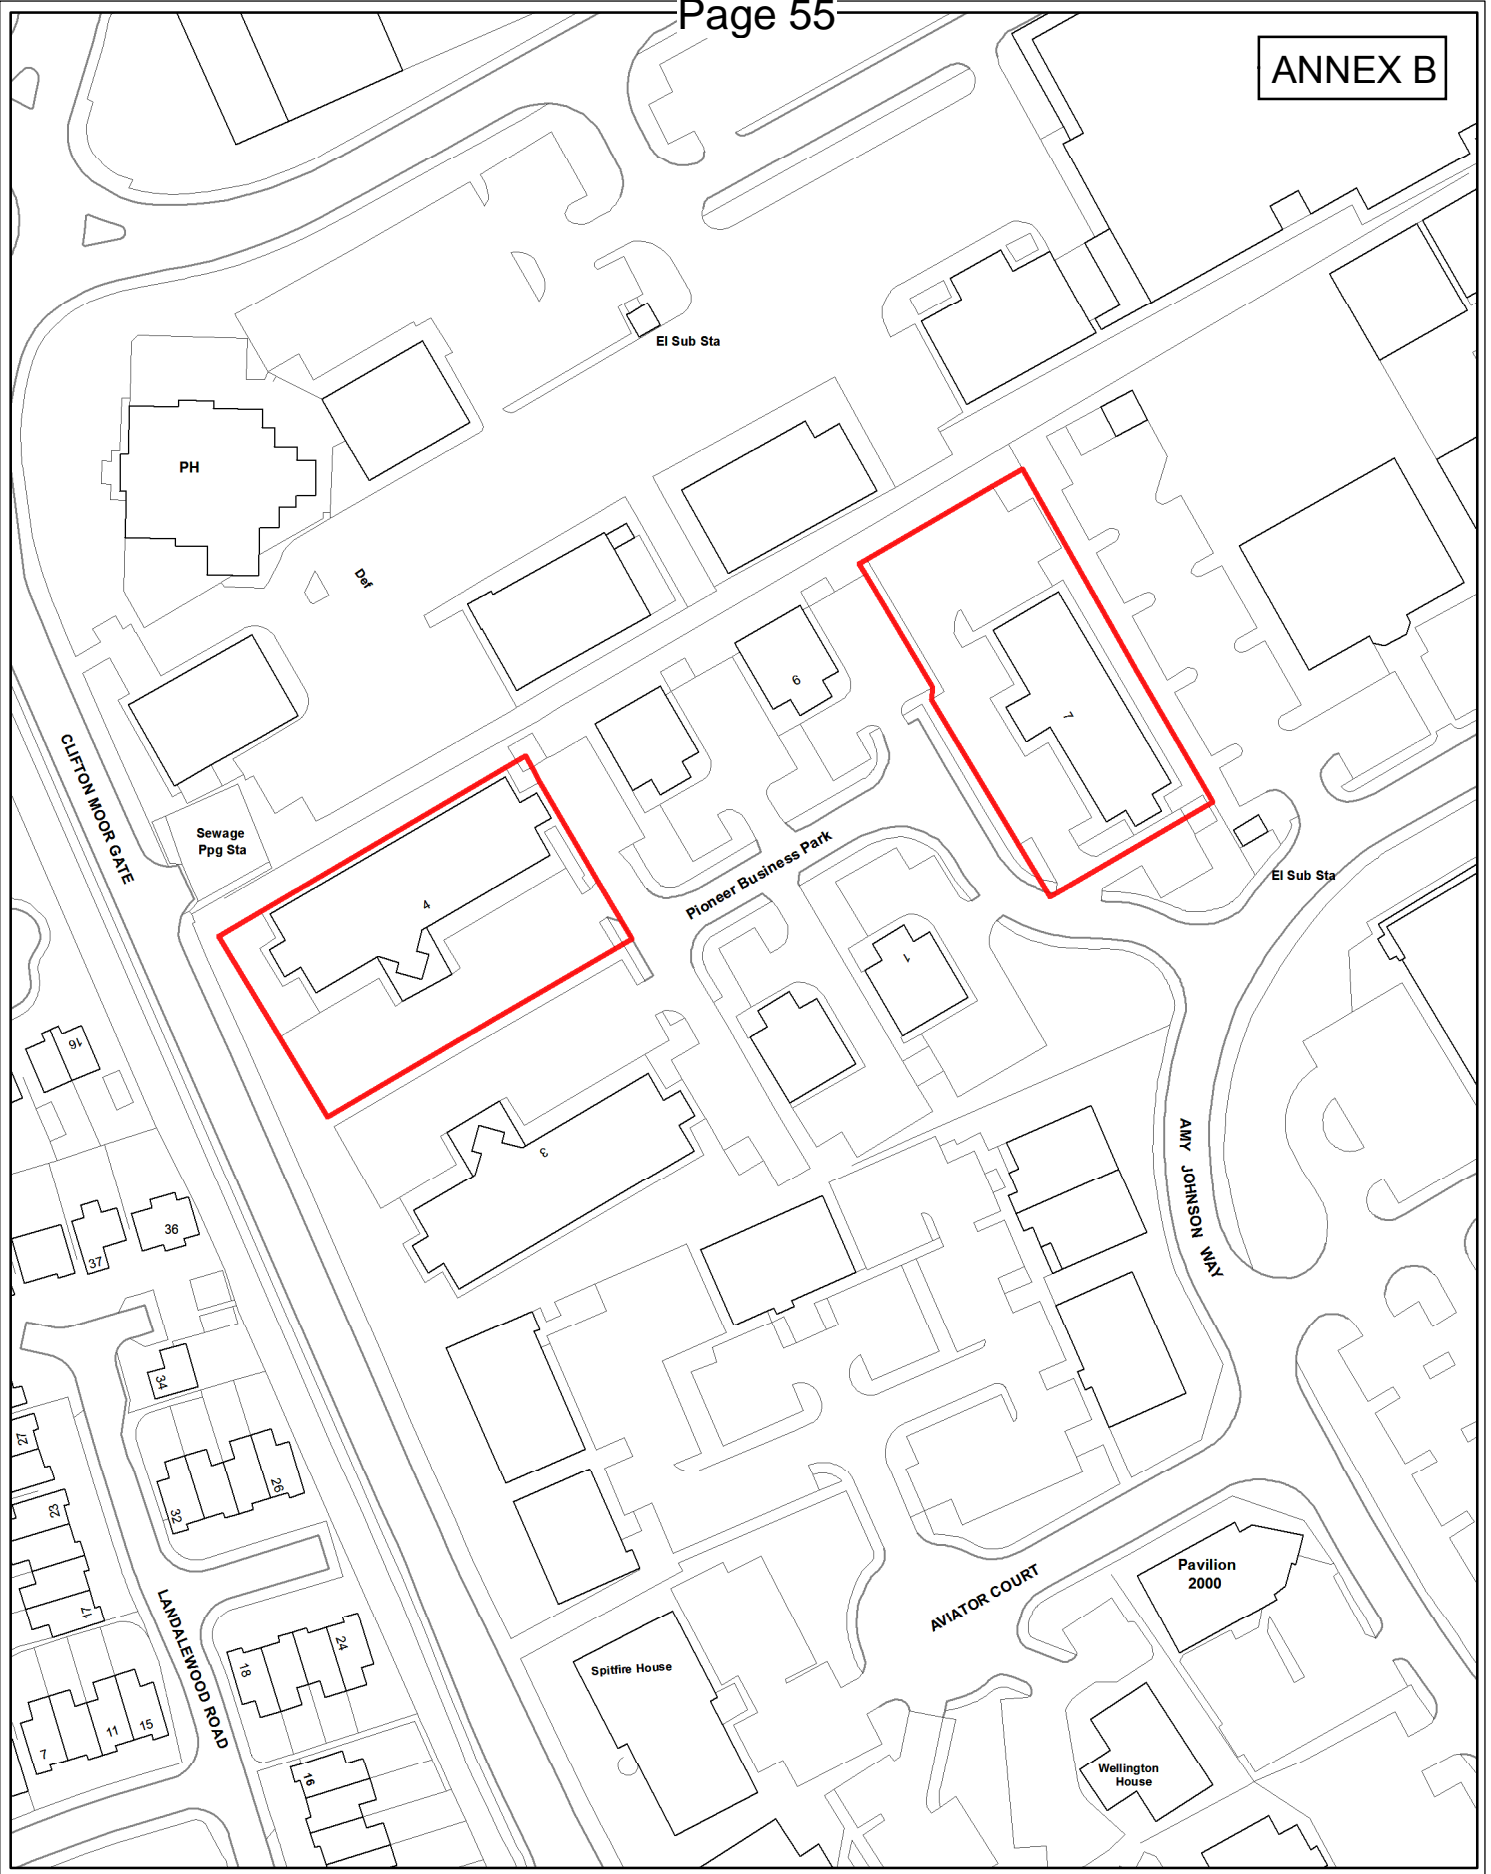 Page 55
ANNEX B
El Sub Sta
PH
Def
6
7
CLIFTON MOOR GATE
Sewage
Ppg Sta
4
Pioneer Business Park
El Sub Sta
1
16
3
AMY JOHNSON WAY
36
37
34
27
26
32
23
Pavilion
2000
AVIATOR COURT
17
LANDALEWOOD ROAD
24
18
Spitfire House
15
11
7
16
Wellington
House